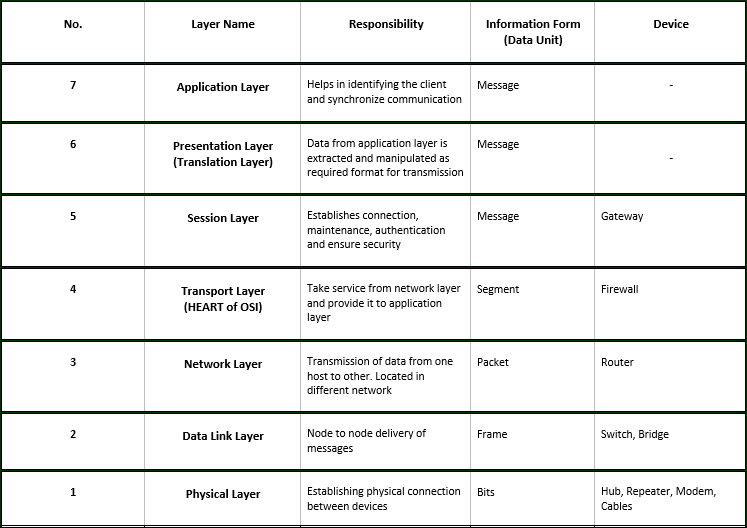 No. Layer Name Responsibility Information Form (Data Unit) Device
7 Application Layer Helps in identifying the client and synchronize communication Message -
6 Presentation Layer (Translation Layer) Data from application layer is extracted and manipulated as required format for transmission Message -
5 Session Layer Establishes connection, maintenance, authentication and ensure security Message Gateway
4 Transport Layer (HEART of OSI) Take service from network layer and provide it to application layer Segment Firewall
3 Network Layer Transmission of data from one host to other. Located in different network Packet Router
2 Data Link Layer Node to node delivery of messages Frame Switch, Bridge
1 Physical Layer Establishing physical connection between devices Bits Hub, Repeater, Modem, Cables